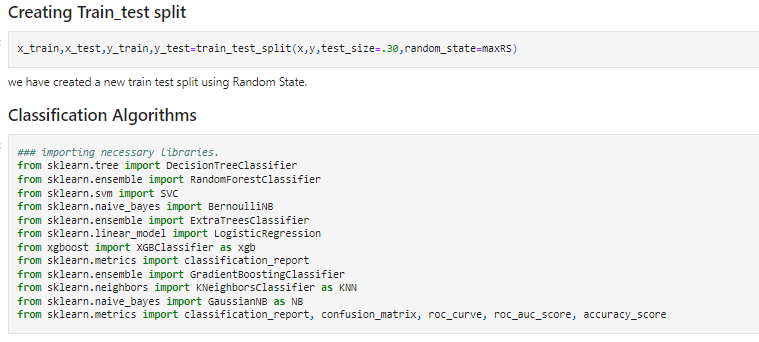 Creating Train_test split
x_train,x_test,y_train,y_test=train_test_split(x,y,test_size=.30,random_state=maxRS)
we have created a new train test split using Random State.
Classification Algorithms
### importing necessary libraries.
from sklearn.tree import DecisionTreeClassifier
from sklearn.ensemble import RandomForestClassifier
from sklearn.svm import SVC
from sklearn.naive_bayes import BernoulliNB
from sklearn.ensemble import ExtraTreesClassifier
from sklearn.linear_model import LogisticRegression
from xgboost import XGBClassifier as xgb
from sklearn.metrics import classification_report
from sklearn.ensemble import GradientBoostingClassifier
from sklearn.neighbors import KNeighborsClassifier as KNN
from sklearn.naive_bayes import GaussianNB as NB
from sklearn.metrics import classification_report, confusion_matrix, roc_curve, roc_auc_score, accuracy_score